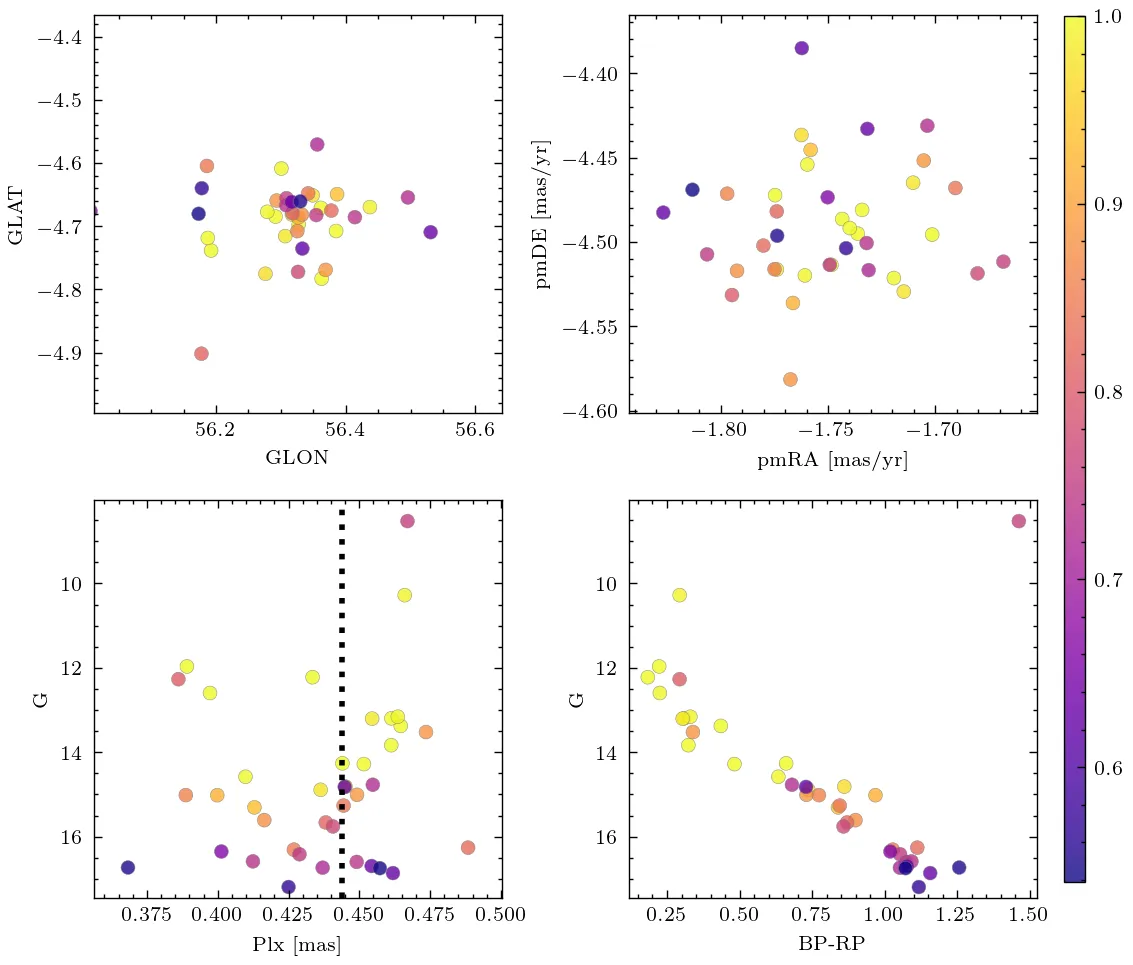 −4.4
−4.5
−4.6
−4.7
−4.8
−4.9
GLAT
56.2 56.4 56.6
GLON
−4.40
−4.45
−4.50
−4.55
−4.60
pmDE [mas/yr]
−1.80 −1.75 −1.70
pmRA [mas/yr]
1.0
0.9
0.8
0.7
0.6
10
12
14
16
G
0.375 0.400 0.425 0.450 0.475 0.500
Plx [mas]
10
12
14
16
G
0.25 0.50 0.75 1.00 1.25 1.50
BP-RP